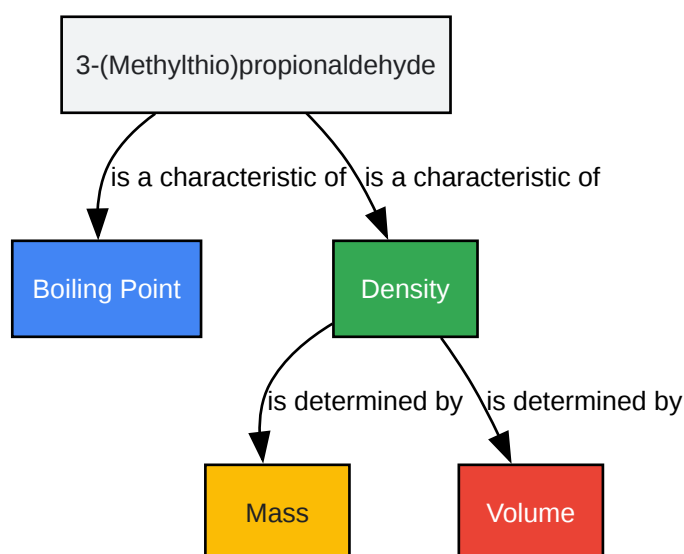 3-(Methylthio)propionaldehyde
is a characteristic of
is a characteristic of
Boiling Point
Density
is determined by
is determined by
Mass
Volume